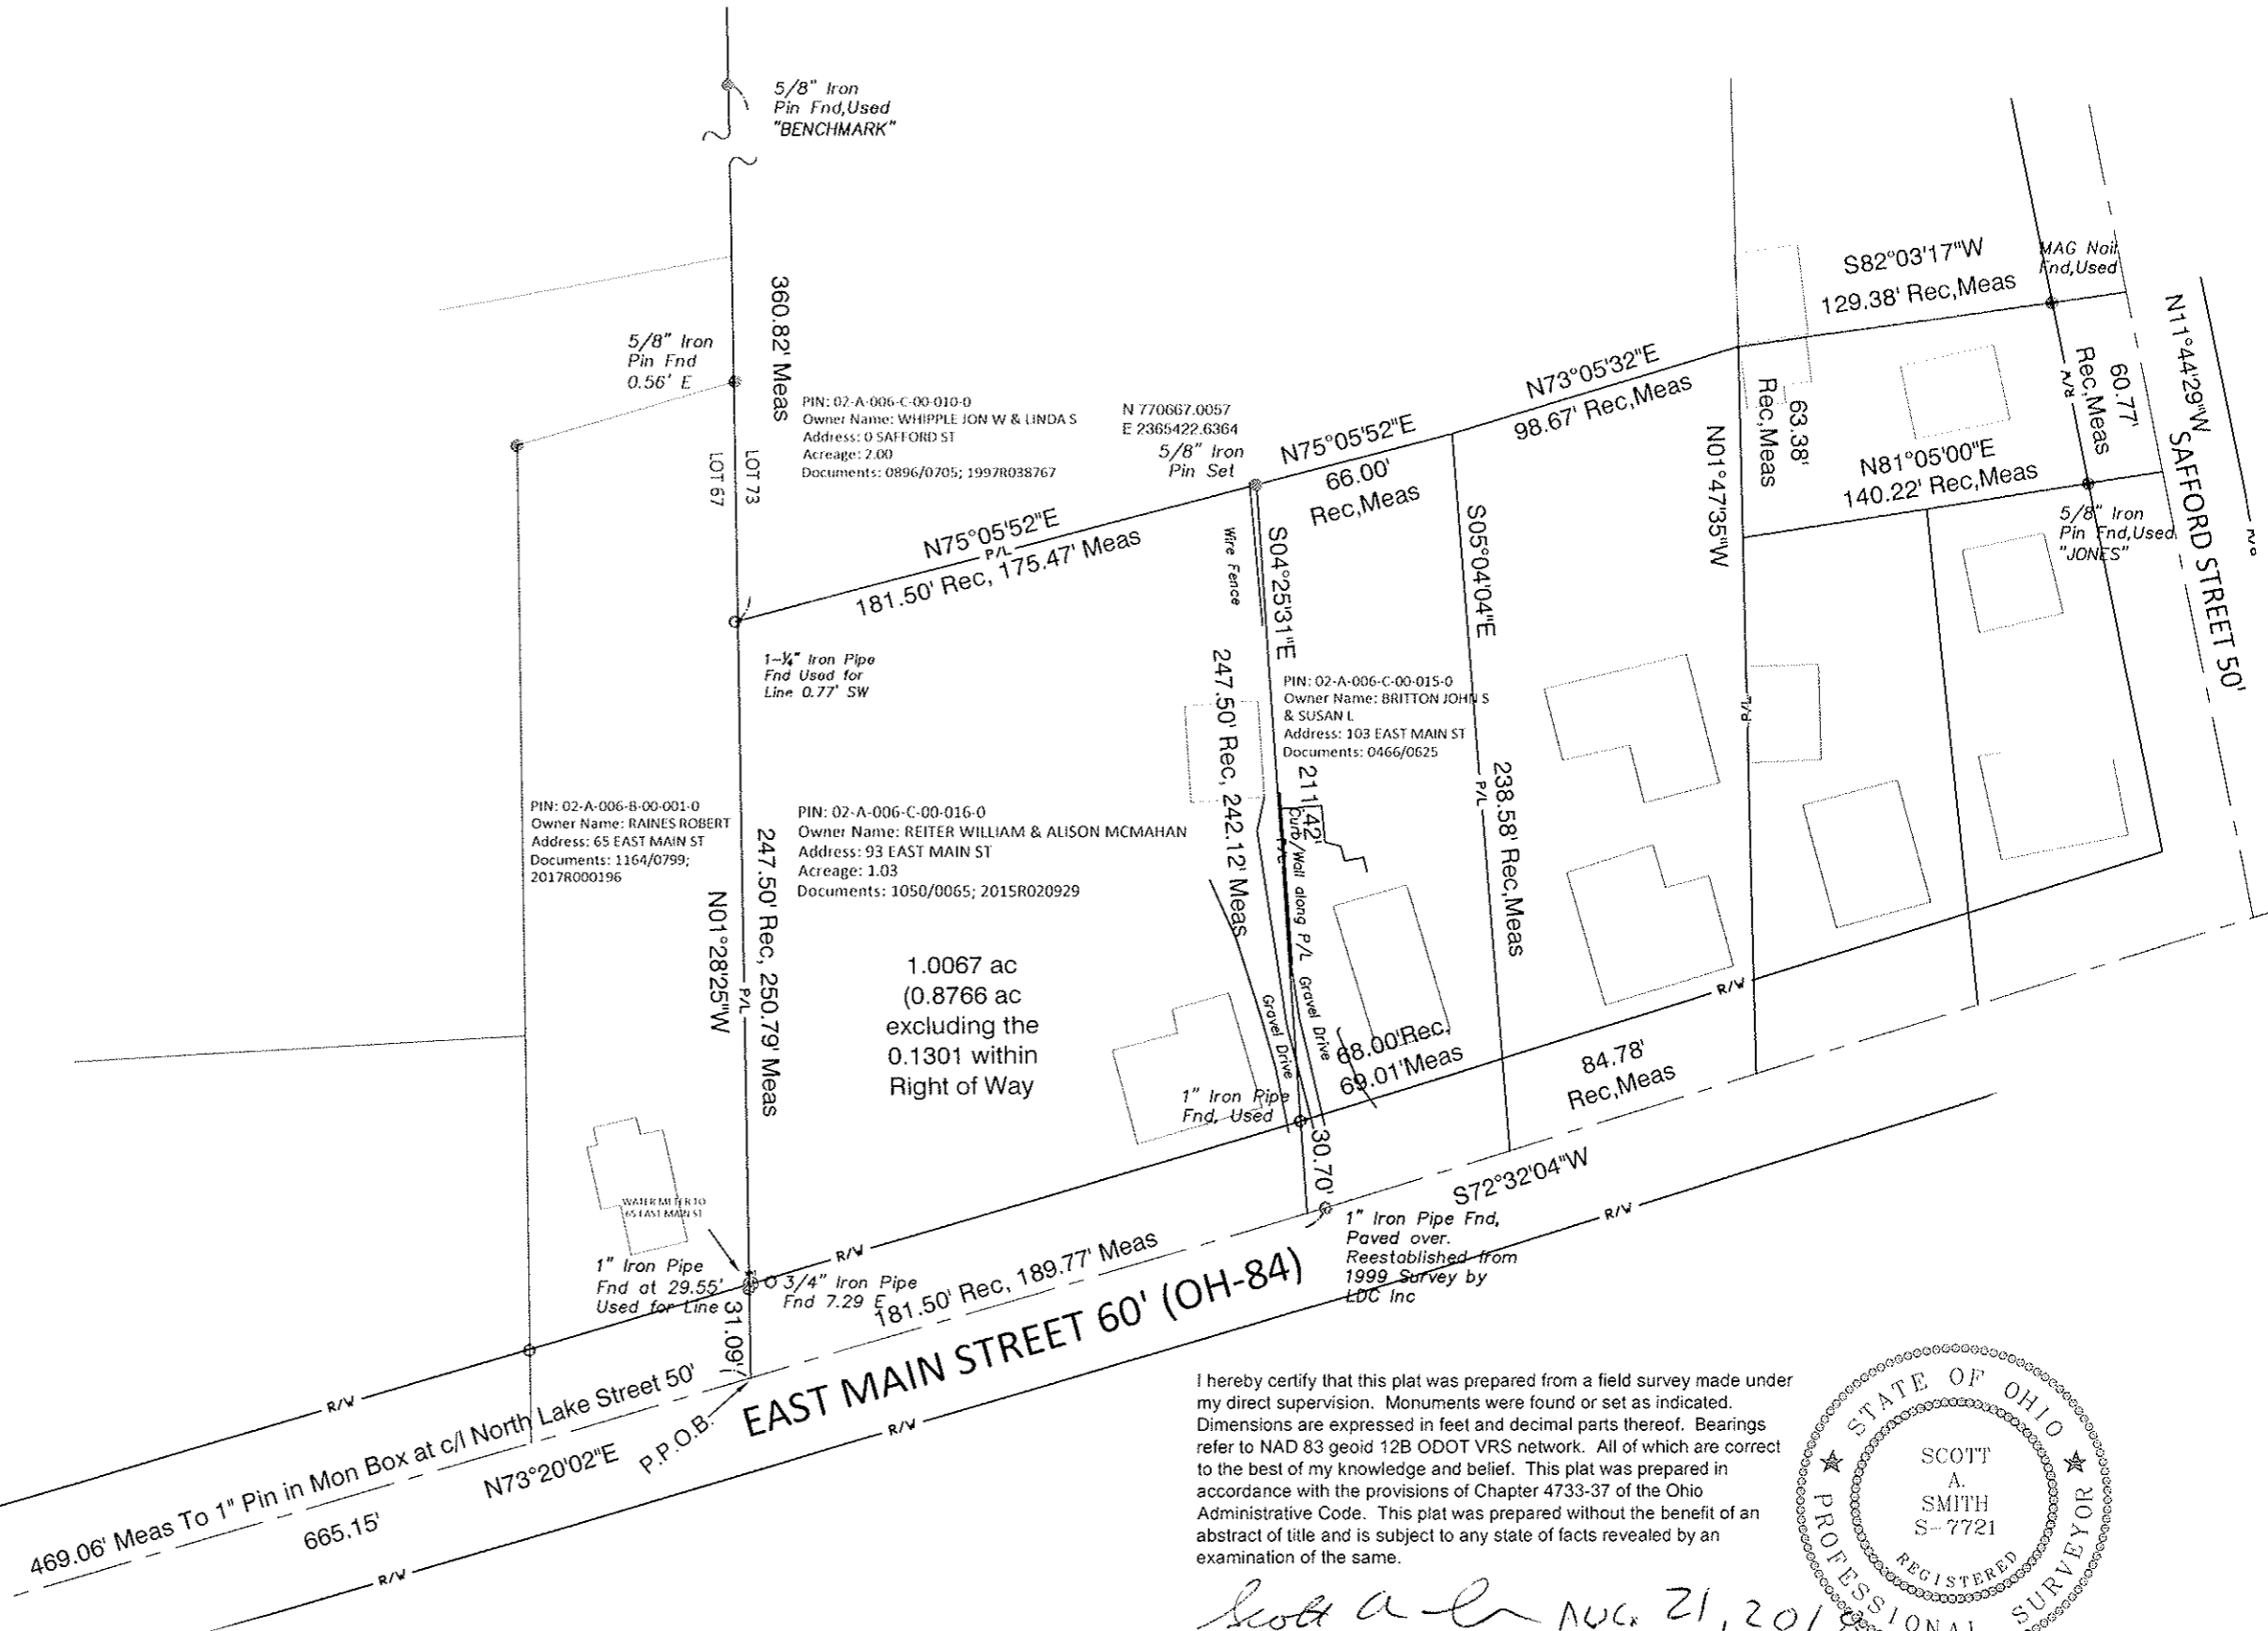 5/8" Iron
Pin Fnd,Used
"BENCHMARK"
360.82' Meas
5/8" Iron
Pin Fnd
0.56' E
LOT 67
LOT 73
PIN: 02-A-006-C-00-010-0
Owner Name: WHIPPLE JON W & LINDA S
Address: 0 SAFFORD ST
Acreage: 2.00
Documents: 0896/0705; 1997R038767
N 770667.0057
E 2365422.6364
5/8" Iron
Pin Set
N75°05'52"E
P/L
181.50' Rec, 175.47' Meas
N75°05'52"E
66.00'
Rec,Meas
N73°05'32"E
98.67' Rec,Meas
S82°03'17"W
129.38' Rec,Meas
MAG Nail
Fnd,Used
N11°44'29"W
SAFFORD STREET 50'
60.77'
Rec,Meas
R/W
63.38'
Rec,Meas
N01°47'35"W
N81°05'00"E
140.22' Rec,Meas
5/8" Iron
Pin Fnd,Used
"JONES"
1-¼" Iron Pipe
Fnd Used for
Line 0.77' SW
Wire Fence
S04°25'31"E
247.50' Rec, 242.12' Meas
S05°04'04"E
P/L
238.58' Rec,Meas
P/L
PIN: 02-A-006-C-00-015-0
Owner Name: BRITTON JOHN S
& SUSAN L
Address: 103 EAST MAIN ST
Documents: 0466/0625
211.42'
P/L
Curb/Wall along P/L
Gravel Drive
Gravel Drive
PIN: 02-A-006-B-00-001-0
Owner Name: RAINES ROBERT
Address: 65 EAST MAIN ST
Documents: 1164/0799;
2017R000196
N01°28'25"W
P/L
247.50' Rec, 250.79' Meas
PIN: 02-A-006-C-00-016-0
Owner Name: REITER WILLIAM & ALISON MCMAHAN
Address: 93 EAST MAIN ST
Acreage: 1.03
Documents: 1050/0065; 2015R020929
1.0067 ac
(0.8766 ac
excluding the
0.1301 within
Right of Way
1" Iron Pipe
Fnd, Used
68.00'Rec,
69.01'Meas
84.78'
Rec,Meas
R/W
30.70'
S72°32'04"W
R/W
1" Iron Pipe Fnd,
Paved over.
Reestablished from
1999 Survey by
LDC Inc
WATER METER TO
65 EAST MAIN ST
1" Iron Pipe
Fnd at 29.55'
Used for Line
31.09'
3/4" Iron Pipe
Fnd 7.29 E
R/W
181.50' Rec, 189.77' Meas
EAST MAIN STREET 60' (OH-84)
R/W
P.P.O.B.
R/W
469.06' Meas To 1" Pin in Mon Box at c/l North Lake Street 50'
665.15'
N73°20'02"E
R/W
I hereby certify that this plat was prepared from a field survey made under
my direct supervision. Monuments were found or set as indicated.
Dimensions are expressed in feet and decimal parts thereof. Bearings
refer to NAD 83 geoid 12B ODOT VRS network. All of which are correct
to the best of my knowledge and belief. This plat was prepared in
accordance with the provisions of Chapter 4733-37 of the Ohio
Administrative Code. This plat was prepared without the benefit of an
abstract of title and is subject to any state of facts revealed by an
examination of the same.
Scott A
AUG. 21,
STATE OF OHIO
SCOTT
A.
SMITH
S-7721
REGISTERED
PROFESSIONAL SURVEYOR